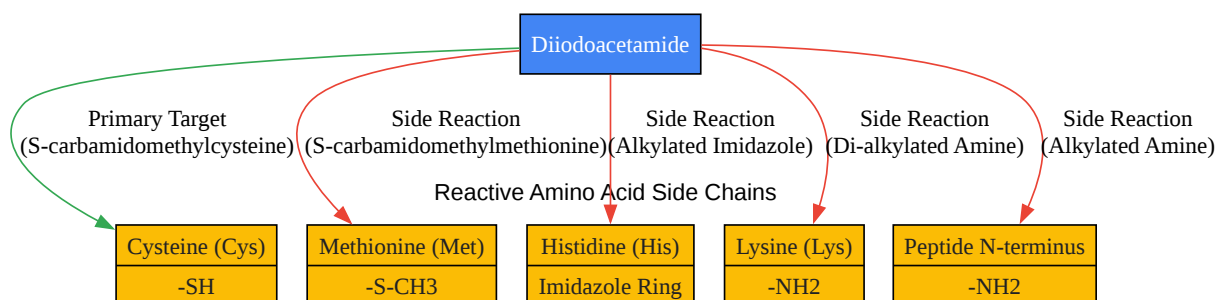 Diiodoacetamide
Primary Target
(S-carbamidomethylcysteine)
Side Reaction
(S-carbamidomethylmethionine)
Side Reaction
(Alkylated Imidazole)
Side Reaction
(Di-alkylated Amine)
Side Reaction
(Alkylated Amine)
Reactive Amino Acid Side Chains
Cysteine (Cys)
-SH
Methionine (Met)
-S-CH3
Histidine (His)
Imidazole Ring
Lysine (Lys)
-NH2
Peptide N-terminus
-NH2